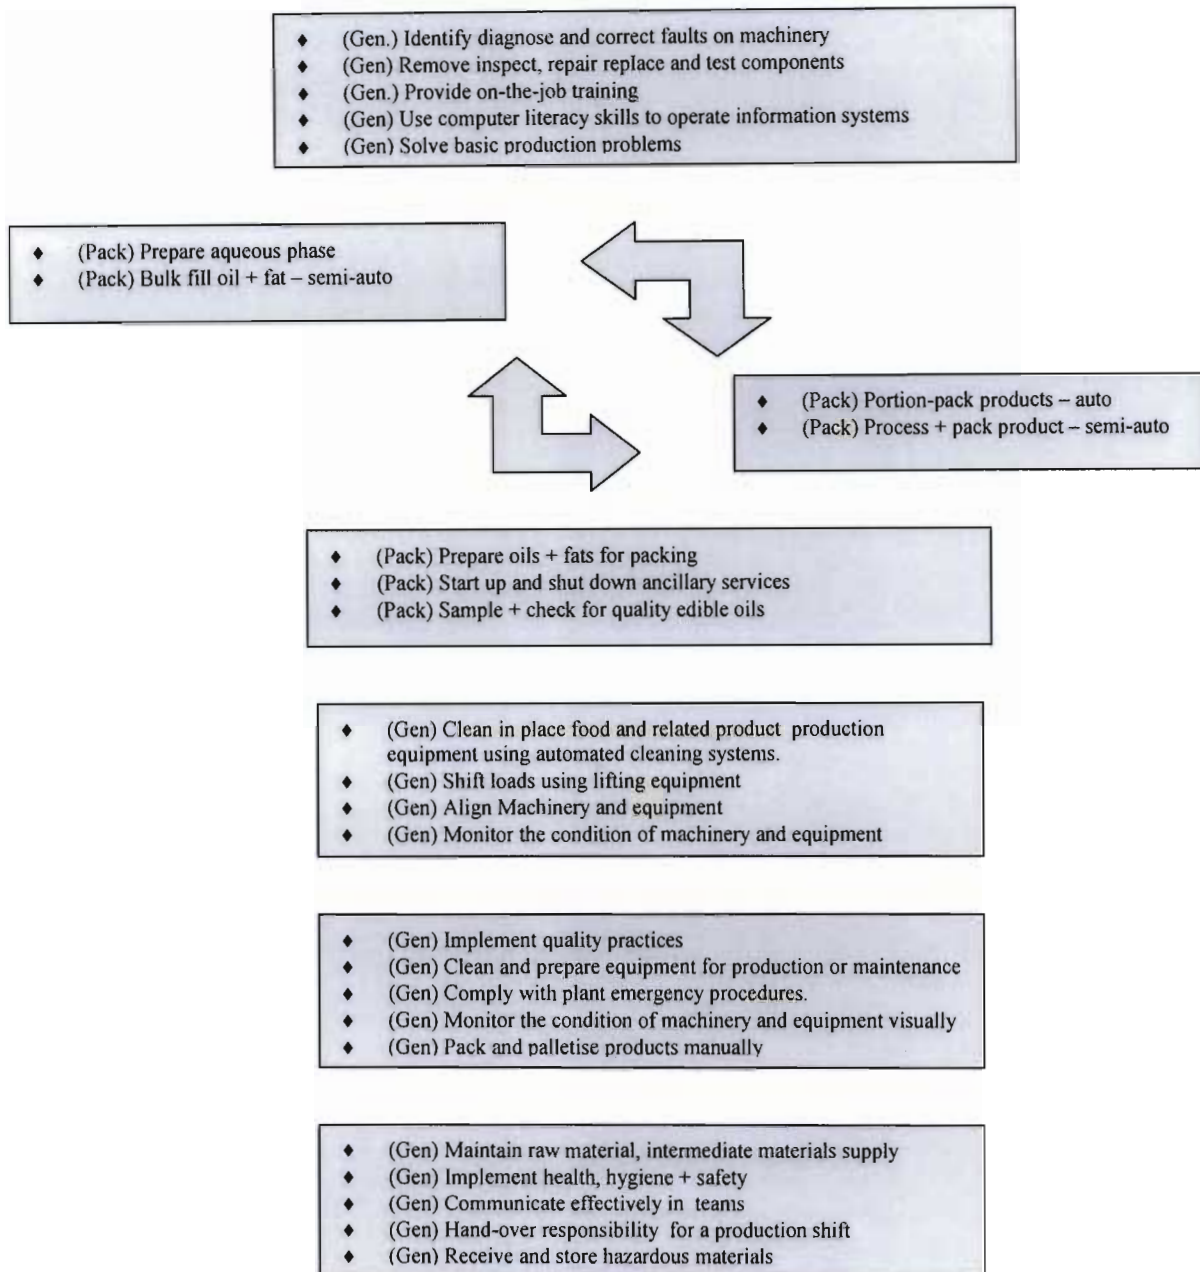 ♦ (Gen.) Identify diagnose and correct faults on machinery
♦ (Gen) Remove inspect, repair replace and test components
♦ (Gen.) Provide on-the-job training
♦ (Gen) Use computer literacy skills to operate information systems
♦ (Gen) Solve basic production problems
♦ (Pack) Prepare aqueous phase
♦ (Pack) Bulk fill oil + fat – semi-auto
♦ (Pack) Portion-pack products – auto
♦ (Pack) Process + pack product – semi-auto
♦ (Pack) Prepare oils + fats for packing
♦ (Pack) Start up and shut down ancillary services
♦ (Pack) Sample + check for quality edible oils
♦ (Gen) Clean in place food and related product production
equipment using automated cleaning systems.
♦ (Gen) Shift loads using lifting equipment
♦ (Gen) Align Machinery and equipment
♦ (Gen) Monitor the condition of machinery and equipment
♦ (Gen) Implement quality practices
♦ (Gen) Clean and prepare equipment for production or maintenance
♦ (Gen) Comply with plant emergency procedures.
♦ (Gen) Monitor the condition of machinery and equipment visually
♦ (Gen) Pack and palletise products manually
♦ (Gen) Maintain raw material, intermediate materials supply
♦ (Gen) Implement health, hygiene + safety
♦ (Gen) Communicate effectively in teams
♦ (Gen) Hand-over responsibility for a production shift
♦ (Gen) Receive and store hazardous materials